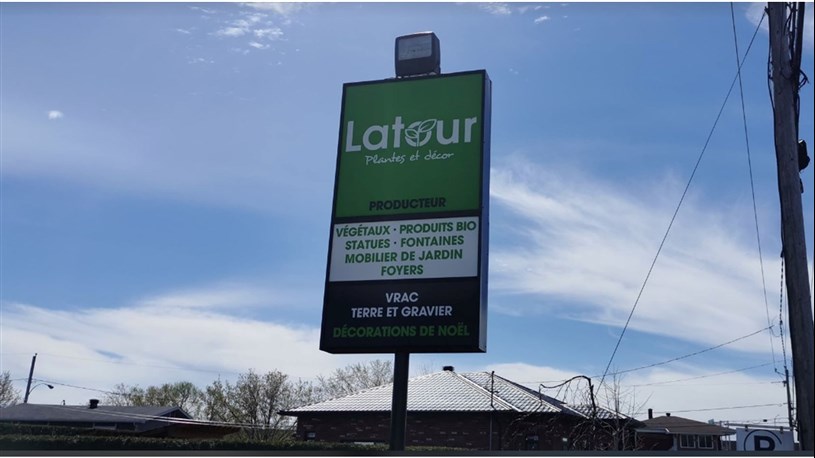 Latour
Plantes et décor
PRODUCTEUR
VÉGÉTAUX · PRODUITS BIO
STATUES · FONTAINES
MOBILIER DE JARDIN
FOYERS
VRAC
TERRE ET GRAVIER
DÉCORATIONS DE NOËL
P